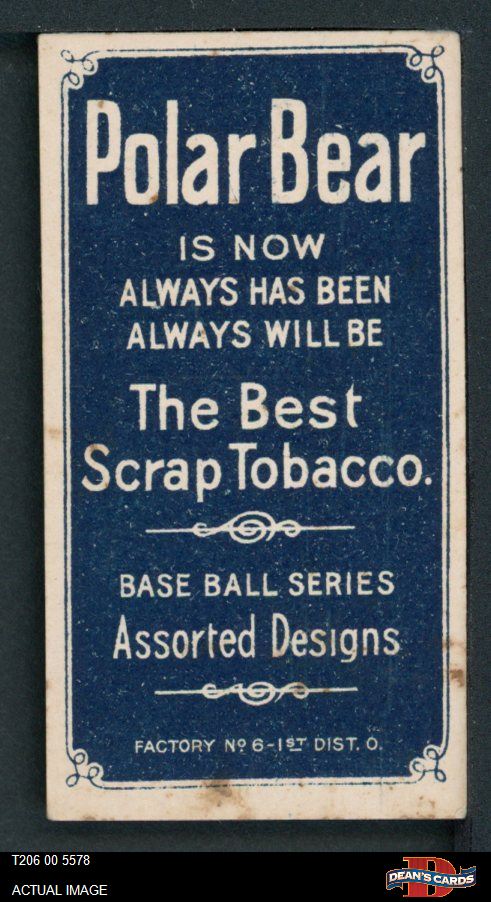 Polar Bear
IS NOW
ALWAYS HAS BEEN
ALWAYS WILL BE
The Best
Scrap Tobacco.
BASE BALL SERIES
Assorted Designs
FACTORY Nº 6-1ST DIST. O.
T206 00 5578
ACTUAL IMAGE
D
DEAN'S CARDS